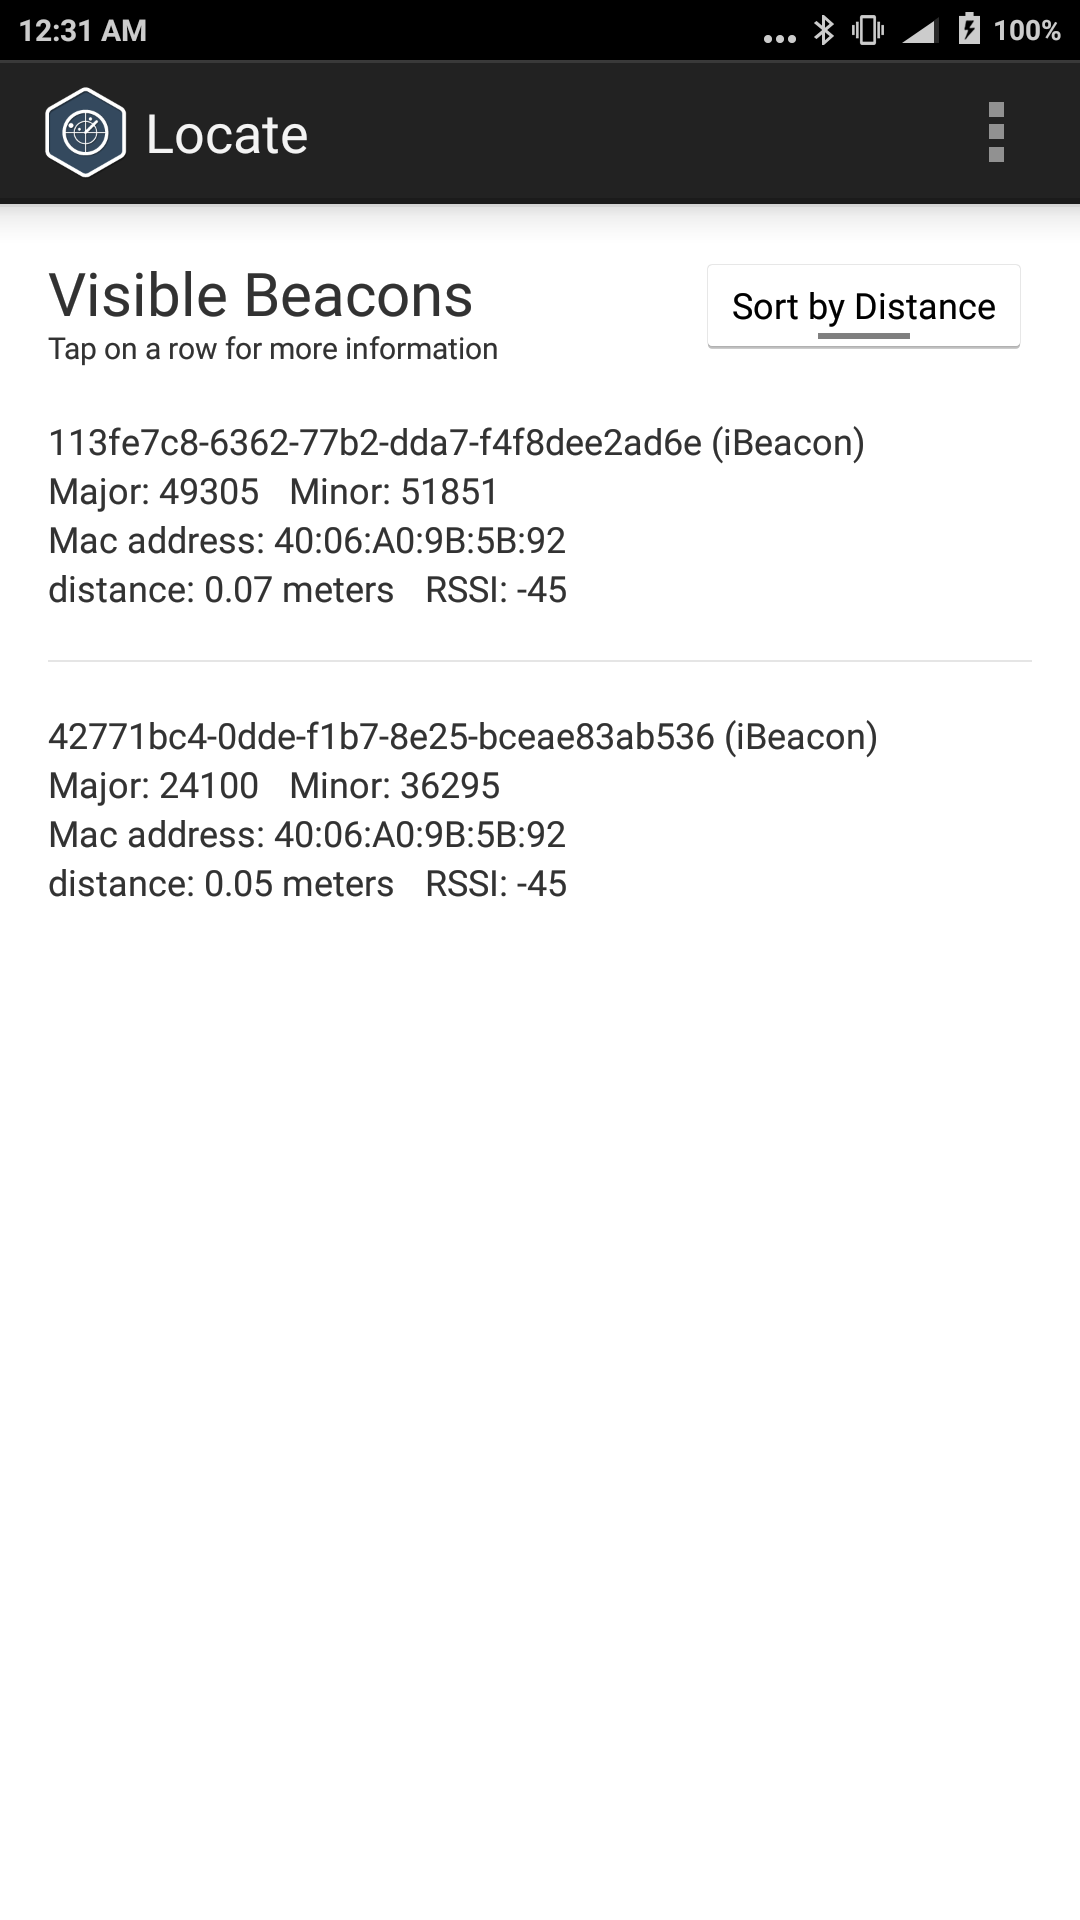 12:31 AM 100%
Locate
Visible Beacons
Tap on a row for more information
Sort by Distance
113fe7c8-6362-77b2-dda7-f4f8dee2ad6e (iBeacon)
Major: 49305 Minor: 51851
Mac address: 40:06:A0:9B:5B:92
distance: 0.07 meters RSSI: -45
42771bc4-0dde-f1b7-8e25-bceae83ab536 (iBeacon)
Major: 24100 Minor: 36295
Mac address: 40:06:A0:9B:5B:92
distance: 0.05 meters RSSI: -45